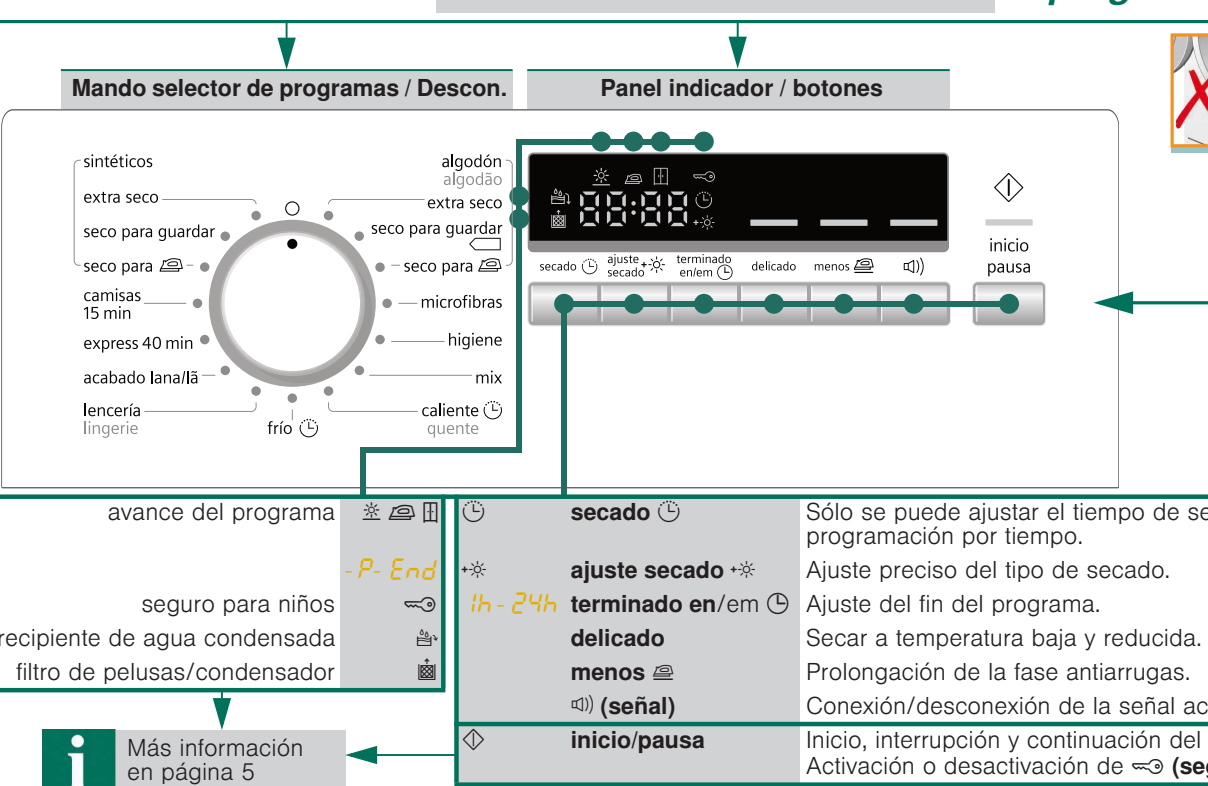 Mando selector de programas / Descon.
Panel indicador / botones
sintéticos
extra seco
seco para guardar
seco para
camisas
15 min
express 40 min
acabado lana/lã
lencería
lingerie
frío
algodón
algodão
extra seco
seco para guardar
seco para
microfibras
higiene
mix
caliente
quente
88:88
secado
ajuste
secado
terminado
en/em
delicado
menos
inicio
pausa
avance del programa
-P- End
seguro para niños
recipiente de agua condensada
filtro de pelusas/condensador
secado Sólo se puede ajustar el tiempo de se
programación por tiempo.
ajuste secado Ajuste preciso del tipo de secado.
1h - 24h terminado en/em Ajuste del fin del programa.
delicado Secar a temperatura baja y reducida.
menos Prolongación de la fase antiarrugas.
(señal) Conexión/desconexión de la señal ac
inicio/pausa Inicio, interrupción y continuación del
Activación o desactivación de (se
i
Más información
en página 5